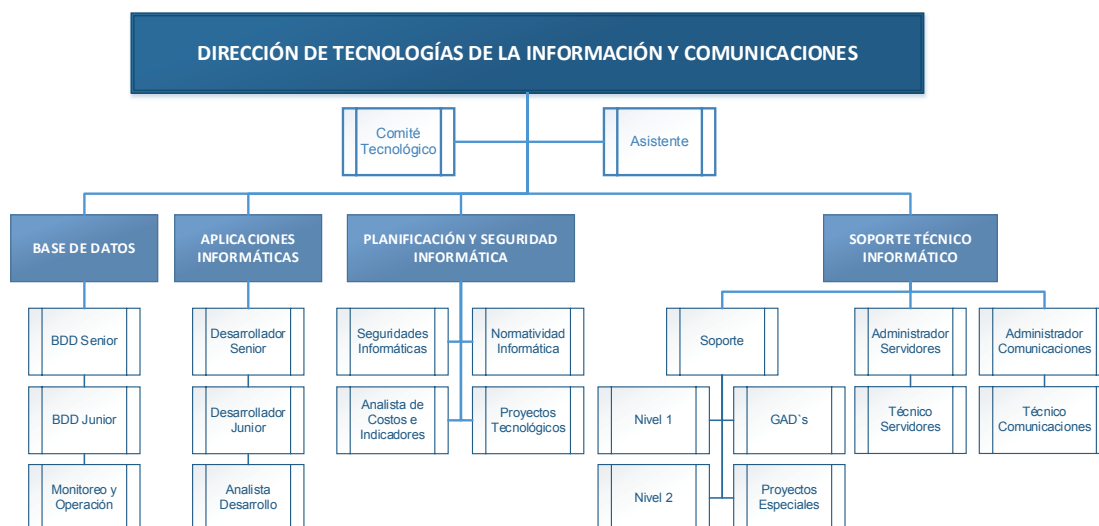 DIRECCIÓN DE TECNOLOGÍAS DE LA INFORMACIÓN Y COMUNICACIONES
Comité
Tecnológico
Asistente
BASE DE DATOS
APLICACIONES
INFORMÁTICAS
PLANIFICACIÓN Y SEGURIDAD
INFORMÁTICA
SOPORTE TÉCNICO
INFORMÁTICO
BDD Senior
Desarrollador
Senior
Seguridades
Informáticas
Normatividad
Informática
Soporte
Administrador
Servidores
Administrador
Comunicaciones
BDD Junior
Desarrollador
Junior
Analista de
Costos e
Indicadores
Proyectos
Tecnológicos
Nivel 1
GAD`s
Técnico
Servidores
Técnico
Comunicaciones
Monitoreo y
Operación
Analista
Desarrollo
Nivel 2
Proyectos
Especiales